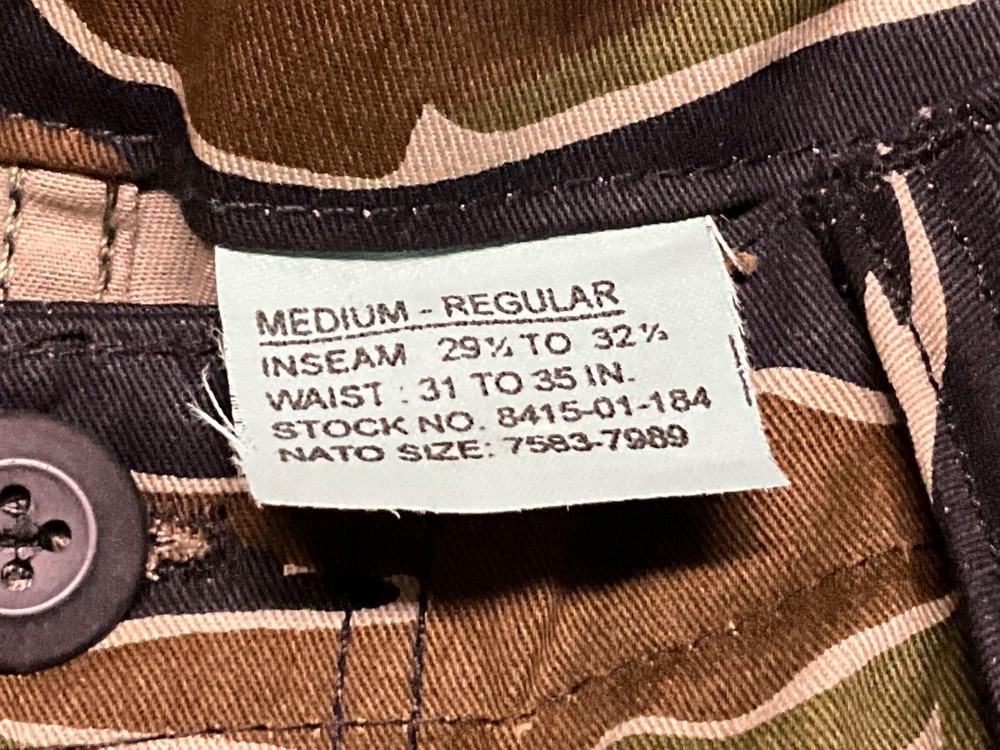 MEDIUM - REGULAR
INSEAM 29½ TO 32½
WAIST : 31 TO 35 IN.
STOCK NO. 8415-01-184
NATO SIZE: 7583-7989